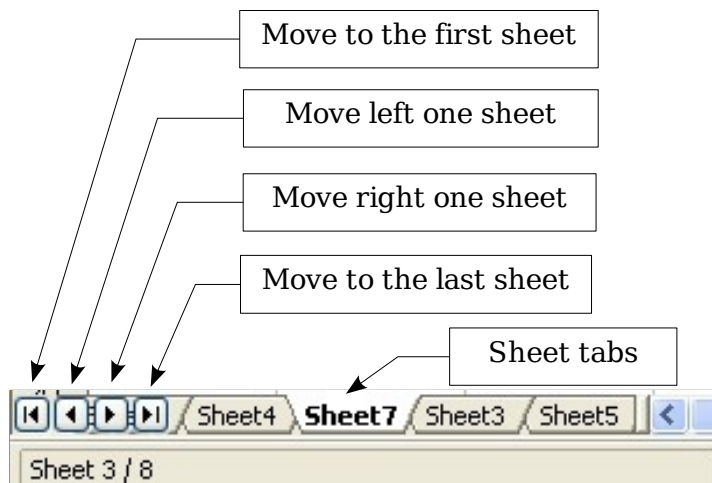 Move to the first sheet
Move left one sheet
Move right one sheet
Move to the last sheet
Sheet tabs
Sheet4 Sheet7 Sheet3 Sheet5
Sheet 3 / 8